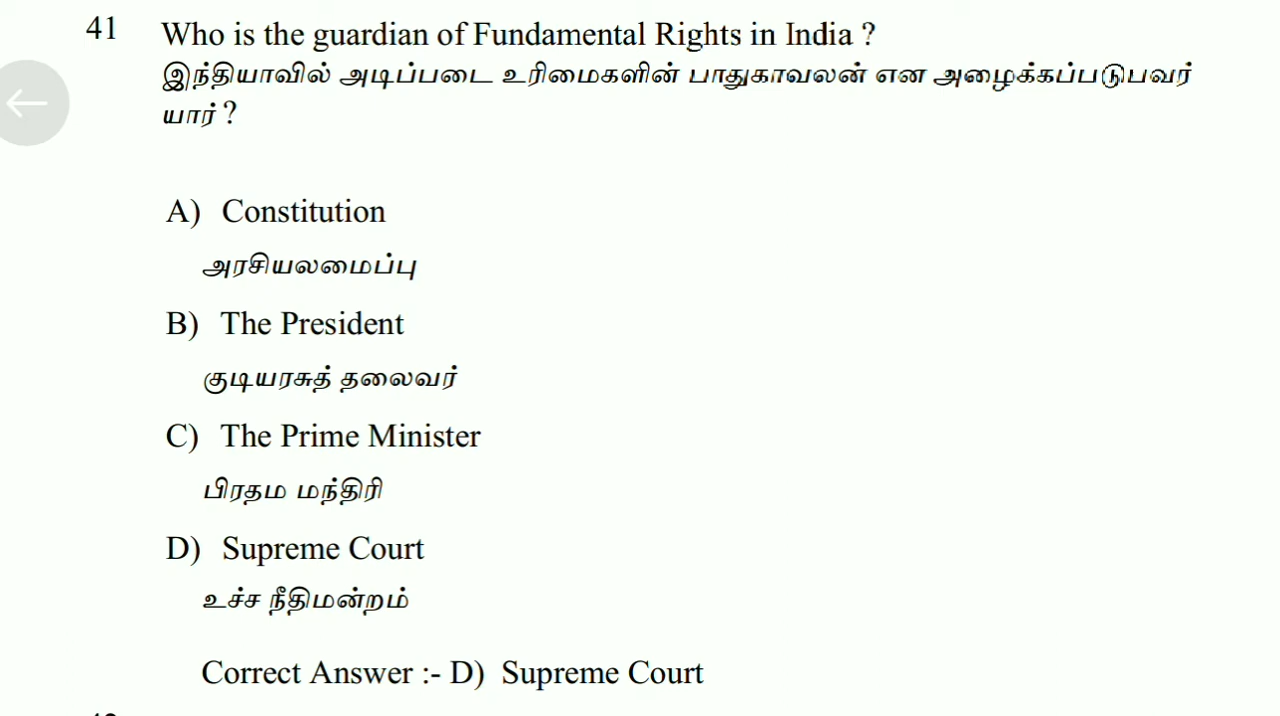 41 Who is the guardian of Fundamental Rights in India ?
இந்தியாவில் அடிப்படை உரிமைகளின் பாதுகாவலன் என அழைக்கப்படுபவர்
யார் ?
A) Constitution
அரசியலமைப்பு
B) The President
குடியரசுத் தலைவர்
C) The Prime Minister
பிரதம மந்திரி
D) Supreme Court
உச்ச நீதிமன்றம்
Correct Answer :- D) Supreme Court